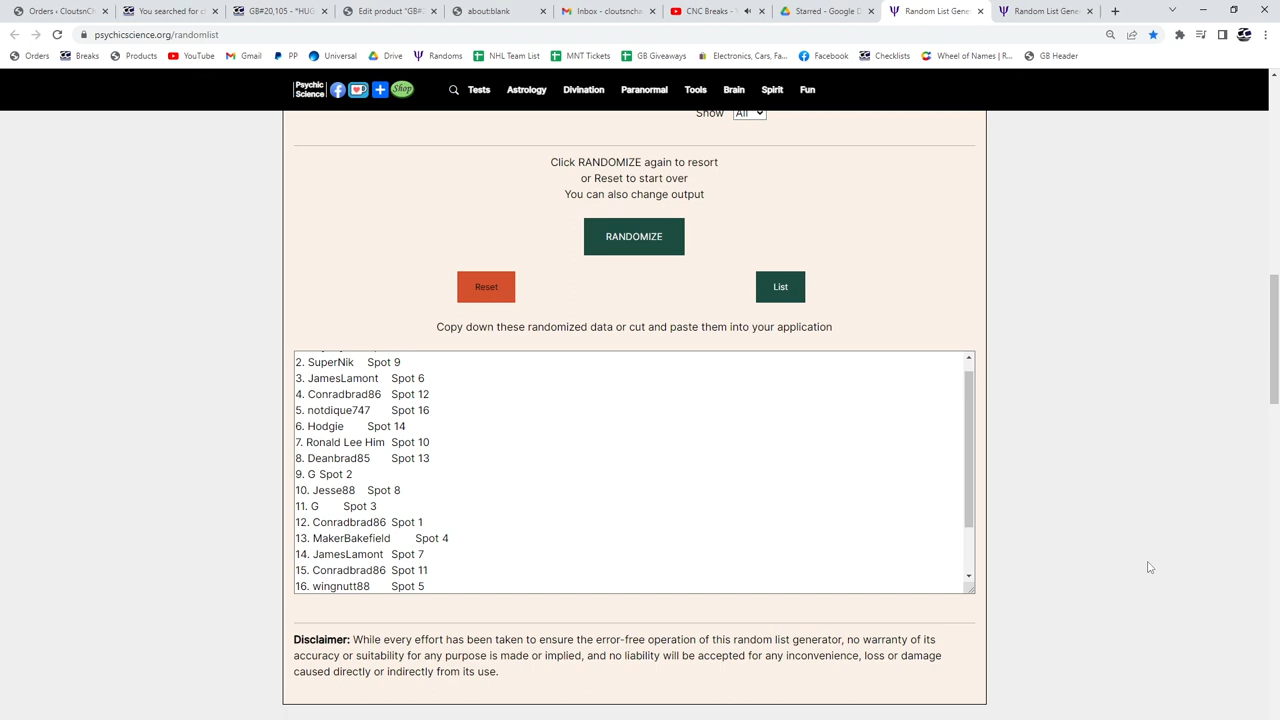 Orders · CloutsnCh
You searched for cl
GB#20,105 - *HUG
Edit product "GB#
about:blank
Inbox - cloutsnch
CNC Breaks -
Starred - Google D
Random List Gene
Random List Gene
psychicscience.org/randomlist
Orders
Breaks
Products
YouTube
Gmail
PP
Universal
Drive
Randoms
NHL Team List
MNT Tickets
GB Giveaways
Electronics, Cars, Fa...
Facebook
Checklists
Wheel of Names | R...
GB Header
Psychic Science
Shop
Tests
Astrology
Divination
Paranormal
Tools
Brain
Spirit
Fun
Show All
Click RANDOMIZE again to resort
or Reset to start over
You can also change output
RANDOMIZE
Reset
List
Copy down these randomized data or cut and paste them into your application
2. SuperNik Spot 9
3. JamesLamont Spot 6
4. Conradbrad86 Spot 12
5. notdique747 Spot 16
6. Hodgie Spot 14
7. Ronald Lee Him Spot 10
8. Deanbrad85 Spot 13
9. G Spot 2
10. Jesse88 Spot 8
11. G Spot 3
12. Conradbrad86 Spot 1
13. MakerBakefield Spot 4
14. JamesLamont Spot 7
15. Conradbrad86 Spot 11
16. wingnutt88 Spot 5
Disclaimer: While every effort has been taken to ensure the error-free operation of this random list generator, no warranty of its
accuracy or suitability for any purpose is made or implied, and no liability will be accepted for any inconvenience, loss or damage
caused directly or indirectly from its use.